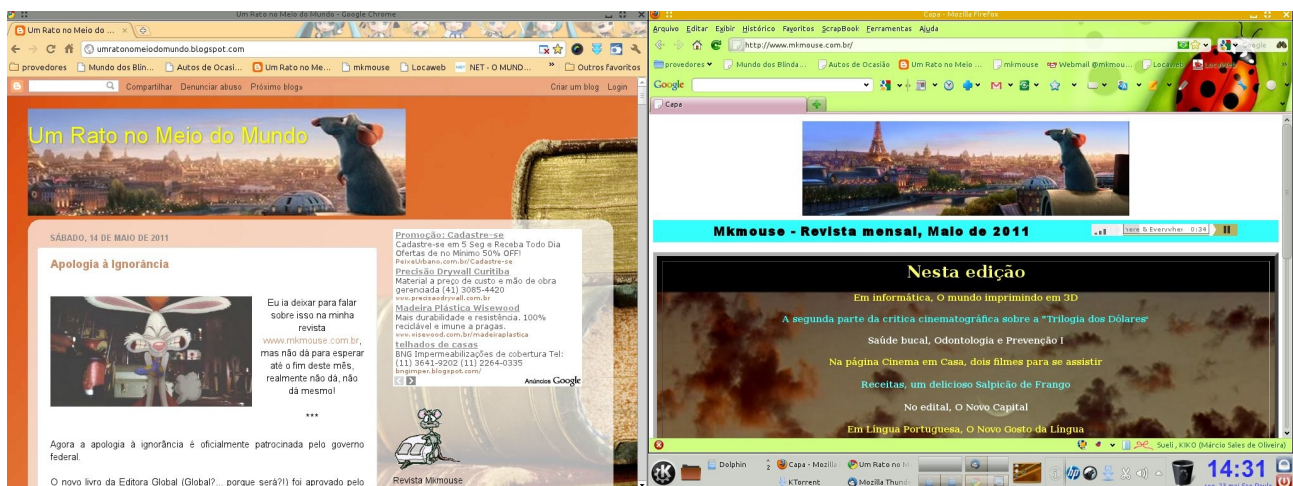 Um Rato no Meio do Mundo - Google Chrome
Um Rato no Meio do ...
umratonomeiodomundo.blogspot.com
provedores
Mundo dos Blin...
Autos de Ocasi...
Um Rato no Me...
mkmouse
Locaweb
NET - O MUND...
Outros favoritos
Compartilhar Denunciar abuso Próximo blog»
Criar um blog Login
Um Rato no Meio do Mundo
SÁBADO, 14 DE MAIO DE 2011
Apologia à Ignorância
Eu ia deixar para falar
sobre isso na minha
revista
www.mkmouse.com.br,
mas não dá para esperar
até o fim deste mês,
realmente não dá, não
dá mesmo!
***
Agora a apologia à ignorância é oficialmente patrocinada pelo governo
federal.
O novo livro da Editora Global (Global?... porque será?!) foi aprovado pelo
Promoção: Cadastre-se
Cadastre-se em 5 Seg e Receba Todo Dia
Ofertas de no Mínimo 50% OFF!
PeixeUrbano.com.br/Cadastre-se
Precisão Drywall Curitiba
Material a preço de custo e mão de obra
gerenciada (41) 3085-4420
www.precisaodrywall.com.br
Madeira Plástica Wisewood
Mais durabilidade e resistência. 100%
reciclável e imune a pragas.
www.wisewood.com.br/madeiraplastica
telhados de casas
BNG Impermeabilizações de cobertura Tel:
(11) 3641-9202 (11) 2264-0335
bngimper.blogspot.com/
Anúncios Google
Revista Mkmouse
Capa - Mozilla Firefox
Arquivo Editar Exibir Histórico Favoritos ScrapBook Ferramentas Ajuda
http://www.mkmouse.com.br/
Google
provedores
Mundo dos Blinda...
Autos de Ocasião
Um Rato no Meio ...
mkmouse
Webmail @mkmou...
Locaweb
Locaweb
Google
Capa
Mkmouse - Revista mensal, Maio de 2011
here & Everywher 0:34
Nesta edição
Em informática, O mundo imprimindo em 3D
A segunda parte da crítica cinematográfica sobre a "Trilogia dos Dólares"
Saúde bucal, Odontologia e Prevenção I
Na página Cinema em Casa, dois filmes para se assistir
Receitas, um delicioso Salpicão de Frango
No edital, O Novo Capital
Em Língua Portuguesa, O Novo Gosto da Língua
Sueli, KIKO (Márcio Sales de Oliveira)
Dolphin
2
Capa - Mozilla
Um Rato no M
KTorrent
Mozilla Thund
14:31
seg, 23 mai São Paulo